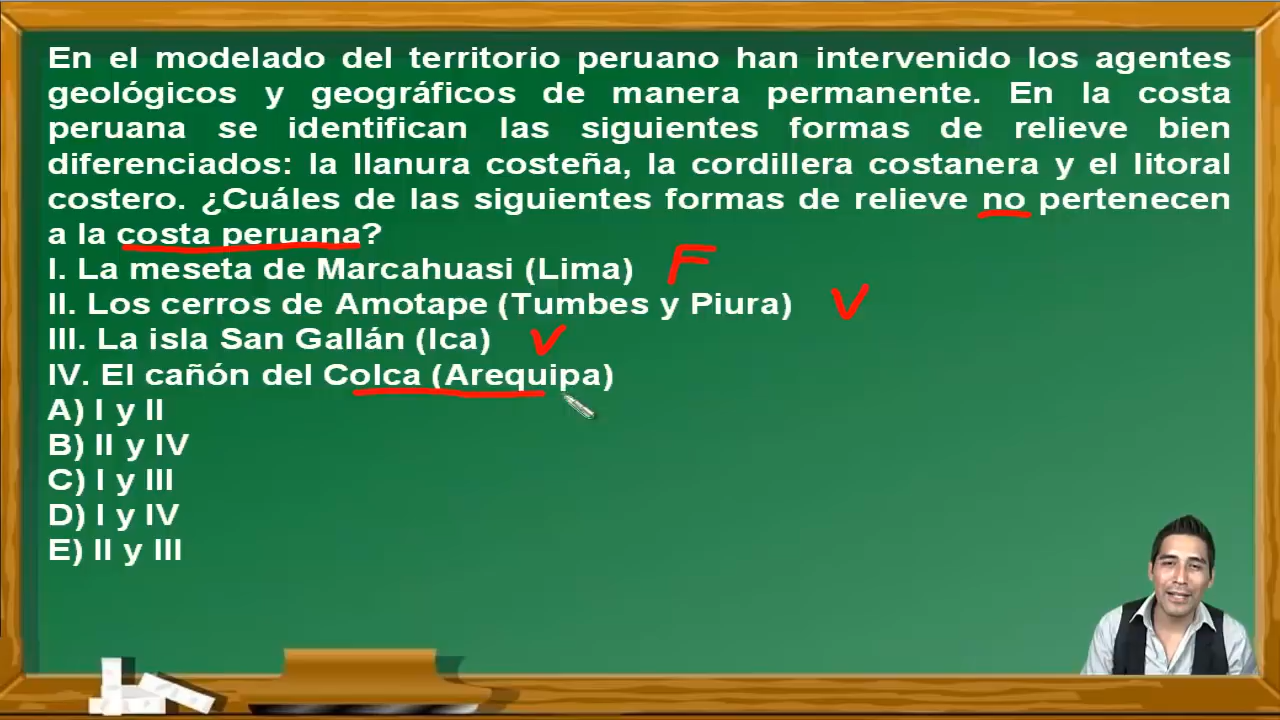 En el modelado del territorio peruano han intervenido los agentes
geológicos y geográficos de manera permanente. En la costa
peruana se identifican las siguientes formas de relieve bien
diferenciados: la llanura costeña, la cordillera costanera y el litoral
costero. ¿Cuáles de las siguientes formas de relieve no pertenecen
a la costa peruana?
I. La meseta de Marcahuasi (Lima) F
II. Los cerros de Amotape (Tumbes y Piura) V
III. La isla San Gallán (Ica) V
IV. El cañón del Colca (Arequipa)
A) I y II
B) II y IV
C) I y III
D) I y IV
E) II y III